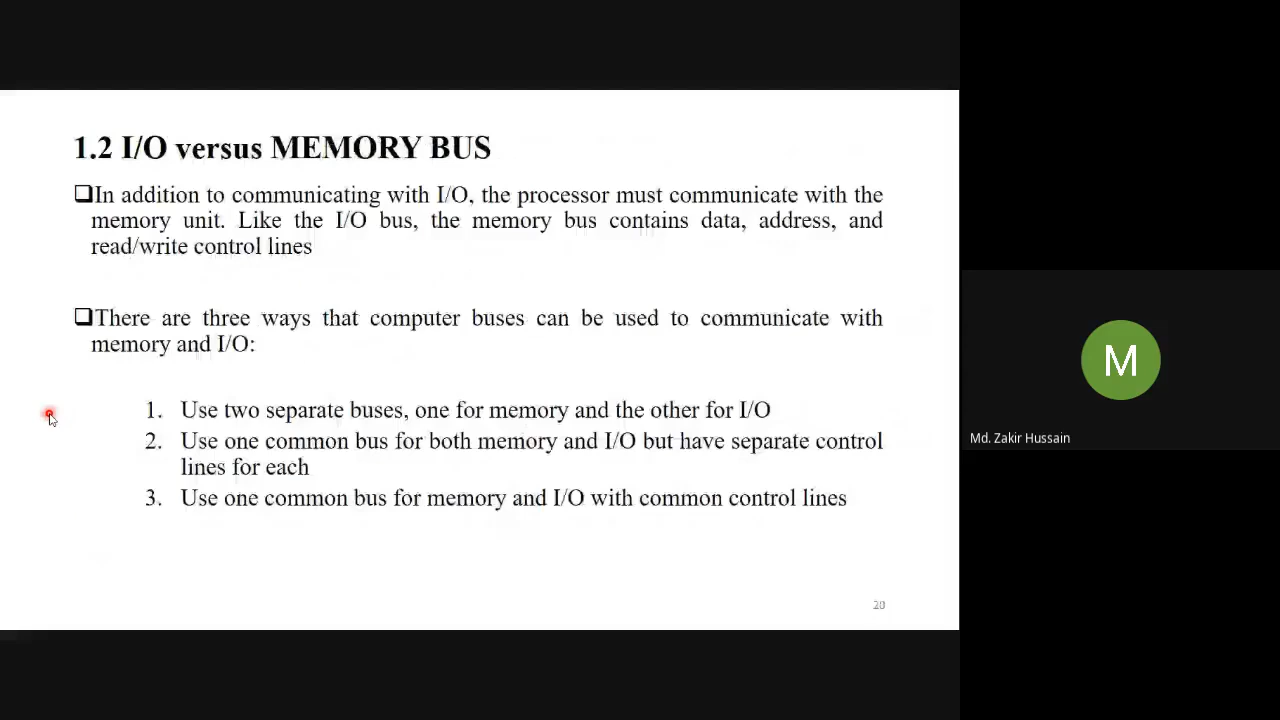 1.2 I/O versus MEMORY BUS
❑In addition to communicating with I/O, the processor must communicate with the
memory unit. Like the I/O bus, the memory bus contains data, address, and
read/write control lines
❑There are three ways that computer buses can be used to communicate with
memory and I/O:
1. Use two separate buses, one for memory and the other for I/O
2. Use one common bus for both memory and I/O but have separate control
lines for each
3. Use one common bus for memory and I/O with common control lines
20
M
Md. Zakir Hussain